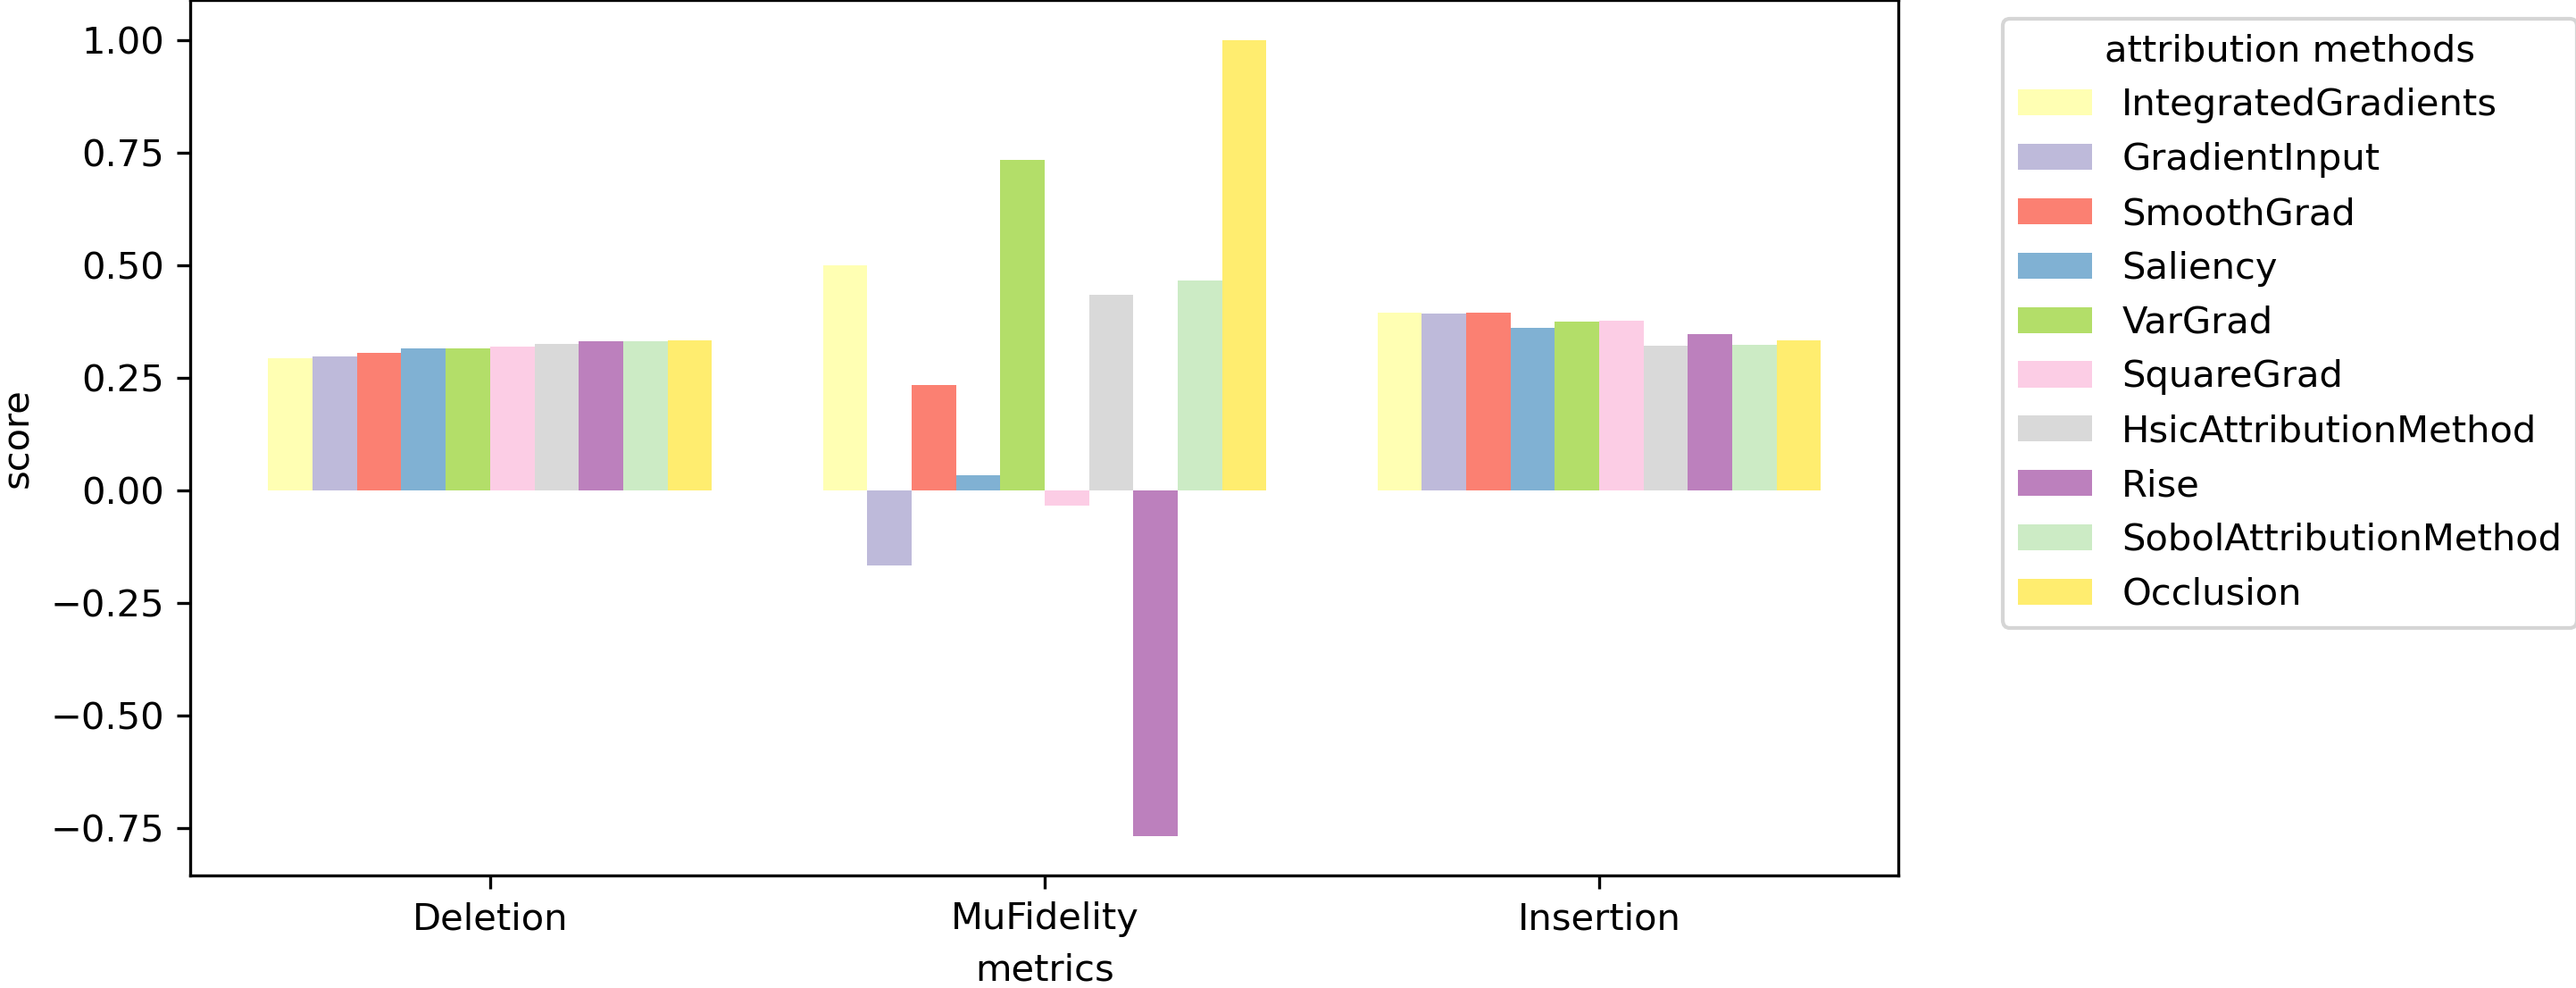 1.00
0.75
0.50
0.25
0.00
−0.25
−0.50
−0.75
score
Deletion
MuFidelity
Insertion
metrics
attribution methods
IntegratedGradients
GradientInput
SmoothGrad
Saliency
VarGrad
SquareGrad
HsicAttributionMethod
Rise
SobolAttributionMethod
Occlusion